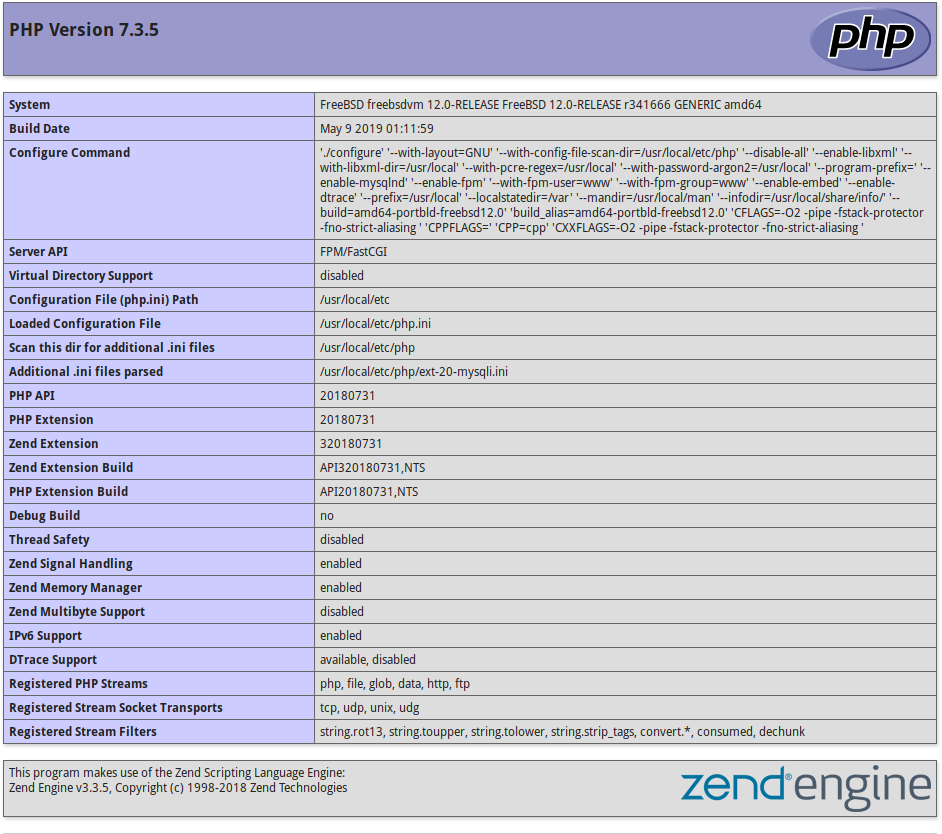 PHP Version 7.3.5
php
System FreeBSD freebsdvm 12.0-RELEASE FreeBSD 12.0-RELEASE r341666 GENERIC amd64
Build Date May 9 2019 01:11:59
Configure Command './configure' '--with-layout=GNU' '--with-config-file-scan-dir=/usr/local/etc/php' '--disable-all' '--enable-libxml' '--
with-libxml-dir=/usr/local' '--with-pcre-regex=/usr/local' '--with-password-argon2=/usr/local' '--program-prefix=' '--
enable-mysqlnd' '--enable-fpm' '--with-fpm-user=www' '--with-fpm-group=www' '--enable-embed' '--enable-
dtrace' '--prefix=/usr/local' '--localstatedir=/var' '--mandir=/usr/local/man' '--infodir=/usr/local/share/info/' '--
build=amd64-portbld-freebsd12.0' 'build_alias=amd64-portbld-freebsd12.0' 'CFLAGS=-O2 -pipe -fstack-protector
-fno-strict-aliasing ' 'CPPFLAGS=' 'CPP=cpp' 'CXXFLAGS=-O2 -pipe -fstack-protector -fno-strict-aliasing '
Server API FPM/FastCGI
Virtual Directory Support disabled
Configuration File (php.ini) Path /usr/local/etc
Loaded Configuration File /usr/local/etc/php.ini
Scan this dir for additional .ini files /usr/local/etc/php
Additional .ini files parsed /usr/local/etc/php/ext-20-mysqli.ini
PHP API 20180731
PHP Extension 20180731
Zend Extension 320180731
Zend Extension Build API320180731,NTS
PHP Extension Build API20180731,NTS
Debug Build no
Thread Safety disabled
Zend Signal Handling enabled
Zend Memory Manager enabled
Zend Multibyte Support disabled
IPv6 Support enabled
DTrace Support available, disabled
Registered PHP Streams php, file, glob, data, http, ftp
Registered Stream Socket Transports tcp, udp, unix, udg
Registered Stream Filters string.rot13, string.toupper, string.tolower, string.strip_tags, convert.*, consumed, dechunk
This program makes use of the Zend Scripting Language Engine:
Zend Engine v3.3.5, Copyright (c) 1998-2018 Zend Technologies
zend® engine